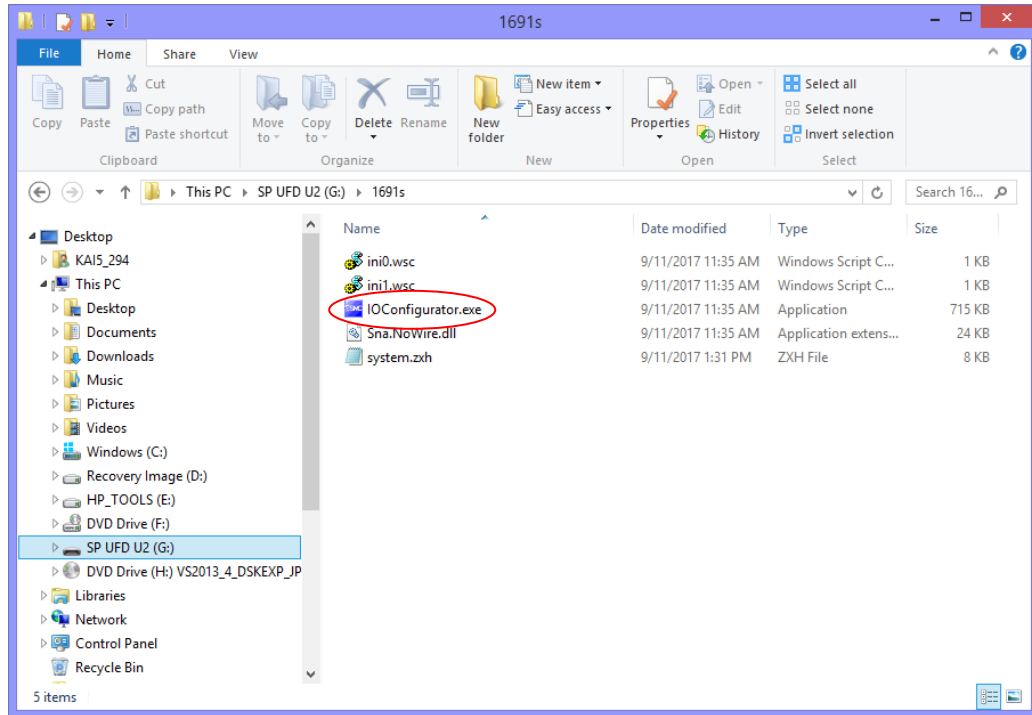 1691s
File Home Share View
Copy
Paste
Cut
Copy path
Paste shortcut
Clipboard
Move to
Copy to
Delete
Rename
Organize
New folder
New item
Easy access
New
Properties
Open
Edit
History
Open
Select all
Select none
Invert selection
Select
This PC SP UFD U2 (G:) 1691s
Search 16...
Desktop
KAI5_294
This PC
Desktop
Documents
Downloads
Music
Pictures
Videos
Windows (C:)
Recovery Image (D:)
HP_TOOLS (E:)
DVD Drive (F:)
SP UFD U2 (G:)
DVD Drive (H:) VS2013_4_DSKEXP_JP
Libraries
Network
Control Panel
Recycle Bin
Name Date modified Type Size
ini0.wsc 9/11/2017 11:35 AM Windows Script C... 1 KB
ini1.wsc 9/11/2017 11:35 AM Windows Script C... 1 KB
IOConfigurator.exe 9/11/2017 11:35 AM Application 715 KB
Sna.NoWire.dll 9/11/2017 11:35 AM Application extens... 24 KB
system.zxh 9/11/2017 1:31 PM ZXH File 8 KB
5 items